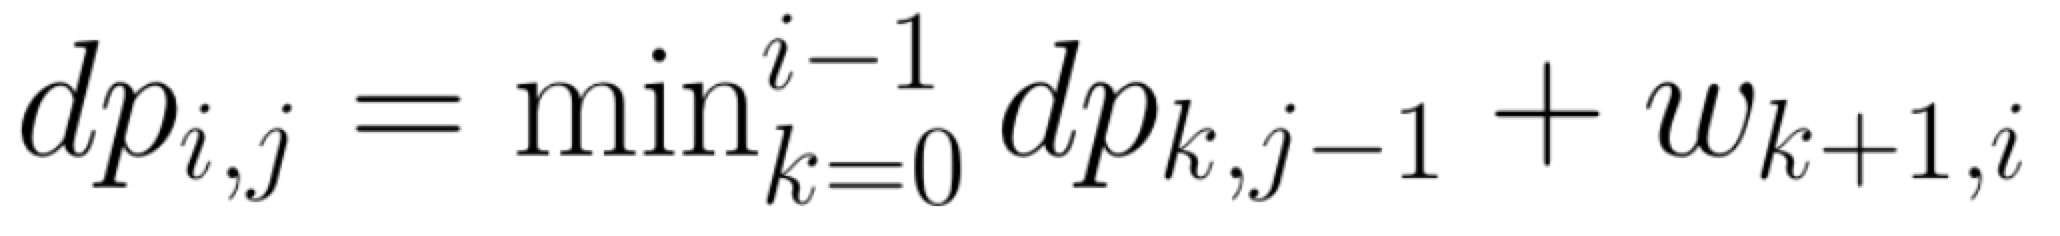 $dp_{i,j} = \min_{k=0}^{i-1} dp_{k,j-1} + w_{k+1,i}$